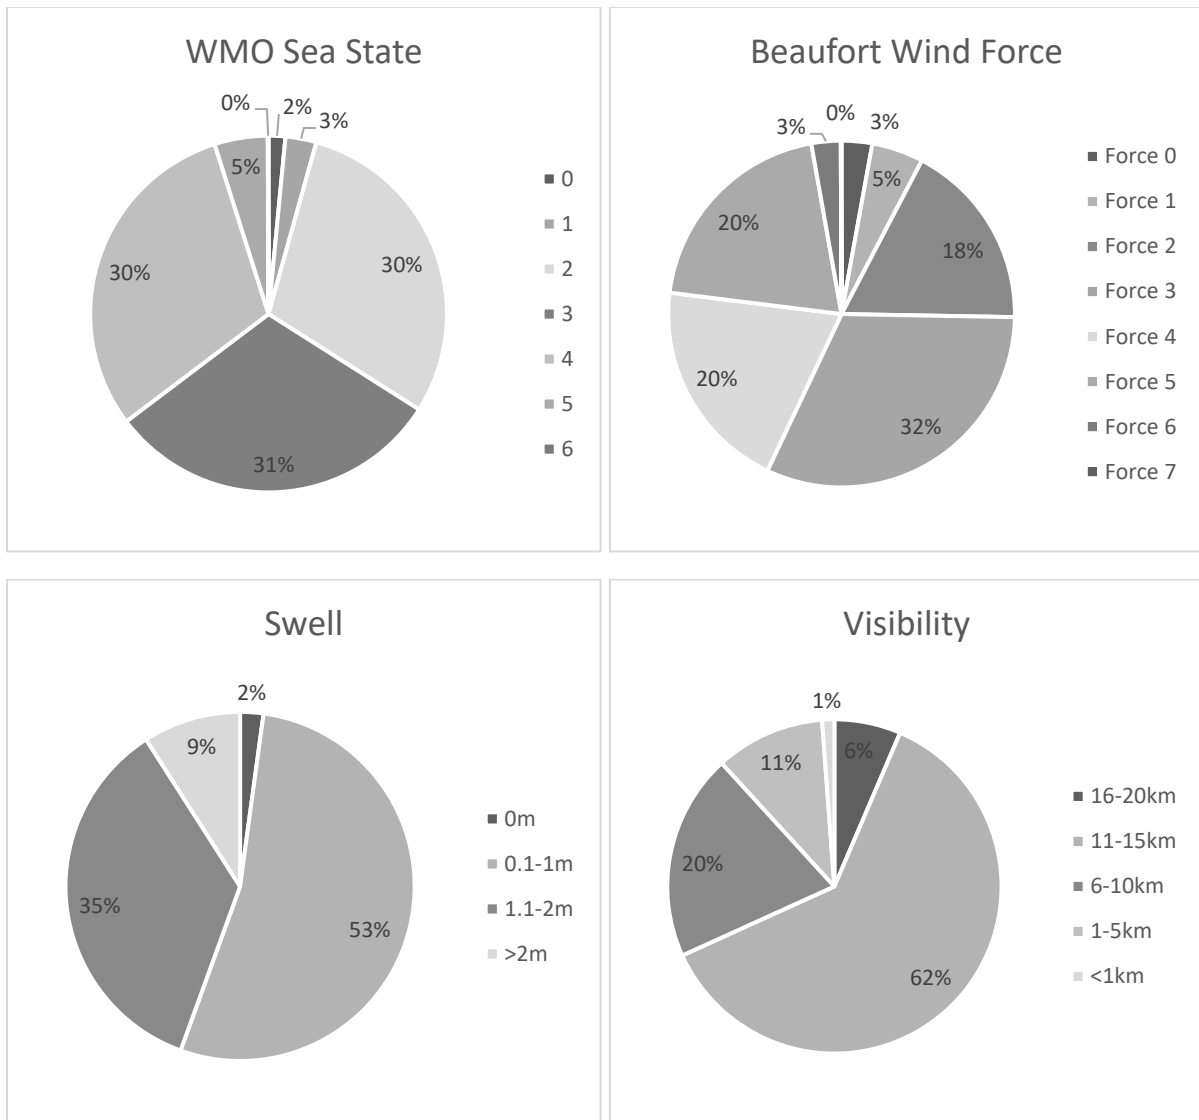 WMO Sea State
0%
2%
3%
5%
30%
30%
31%
0
1
2
3
4
5
6
Beaufort Wind Force
0%
3%
3%
5%
20%
18%
20%
32%
Force 0
Force 1
Force 2
Force 3
Force 4
Force 5
Force 6
Force 7
Swell
2%
9%
35%
53%
0m
0.1-1m
1.1-2m
>2m
Visibility
1%
6%
11%
20%
62%
16-20km
11-15km
6-10km
1-5km
<1km